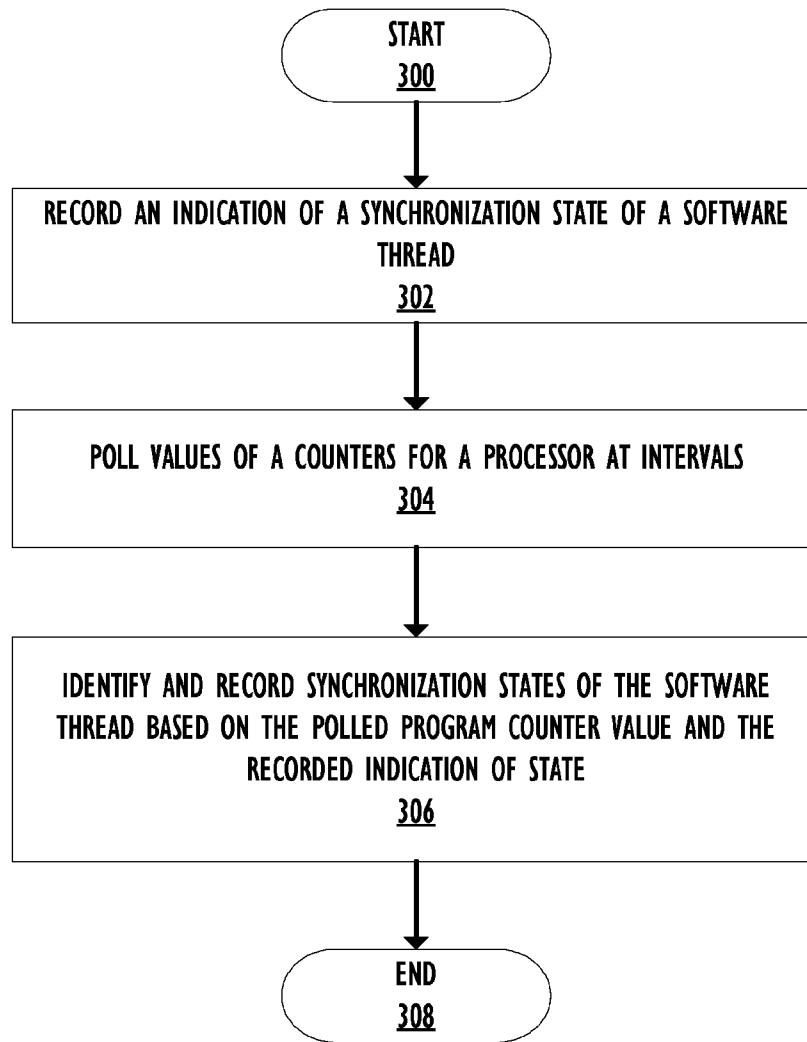 START
300
RECORD AN INDICATION OF A SYNCHRONIZATION STATE OF A SOFTWARE
THREAD
302
POLL VALUES OF A COUNTERS FOR A PROCESSOR AT INTERVALS
304
IDENTIFY AND RECORD SYNCHRONIZATION STATES OF THE SOFTWARE
THREAD BASED ON THE POLLED PROGRAM COUNTER VALUE AND THE
RECORDED INDICATION OF STATE
306
END
308